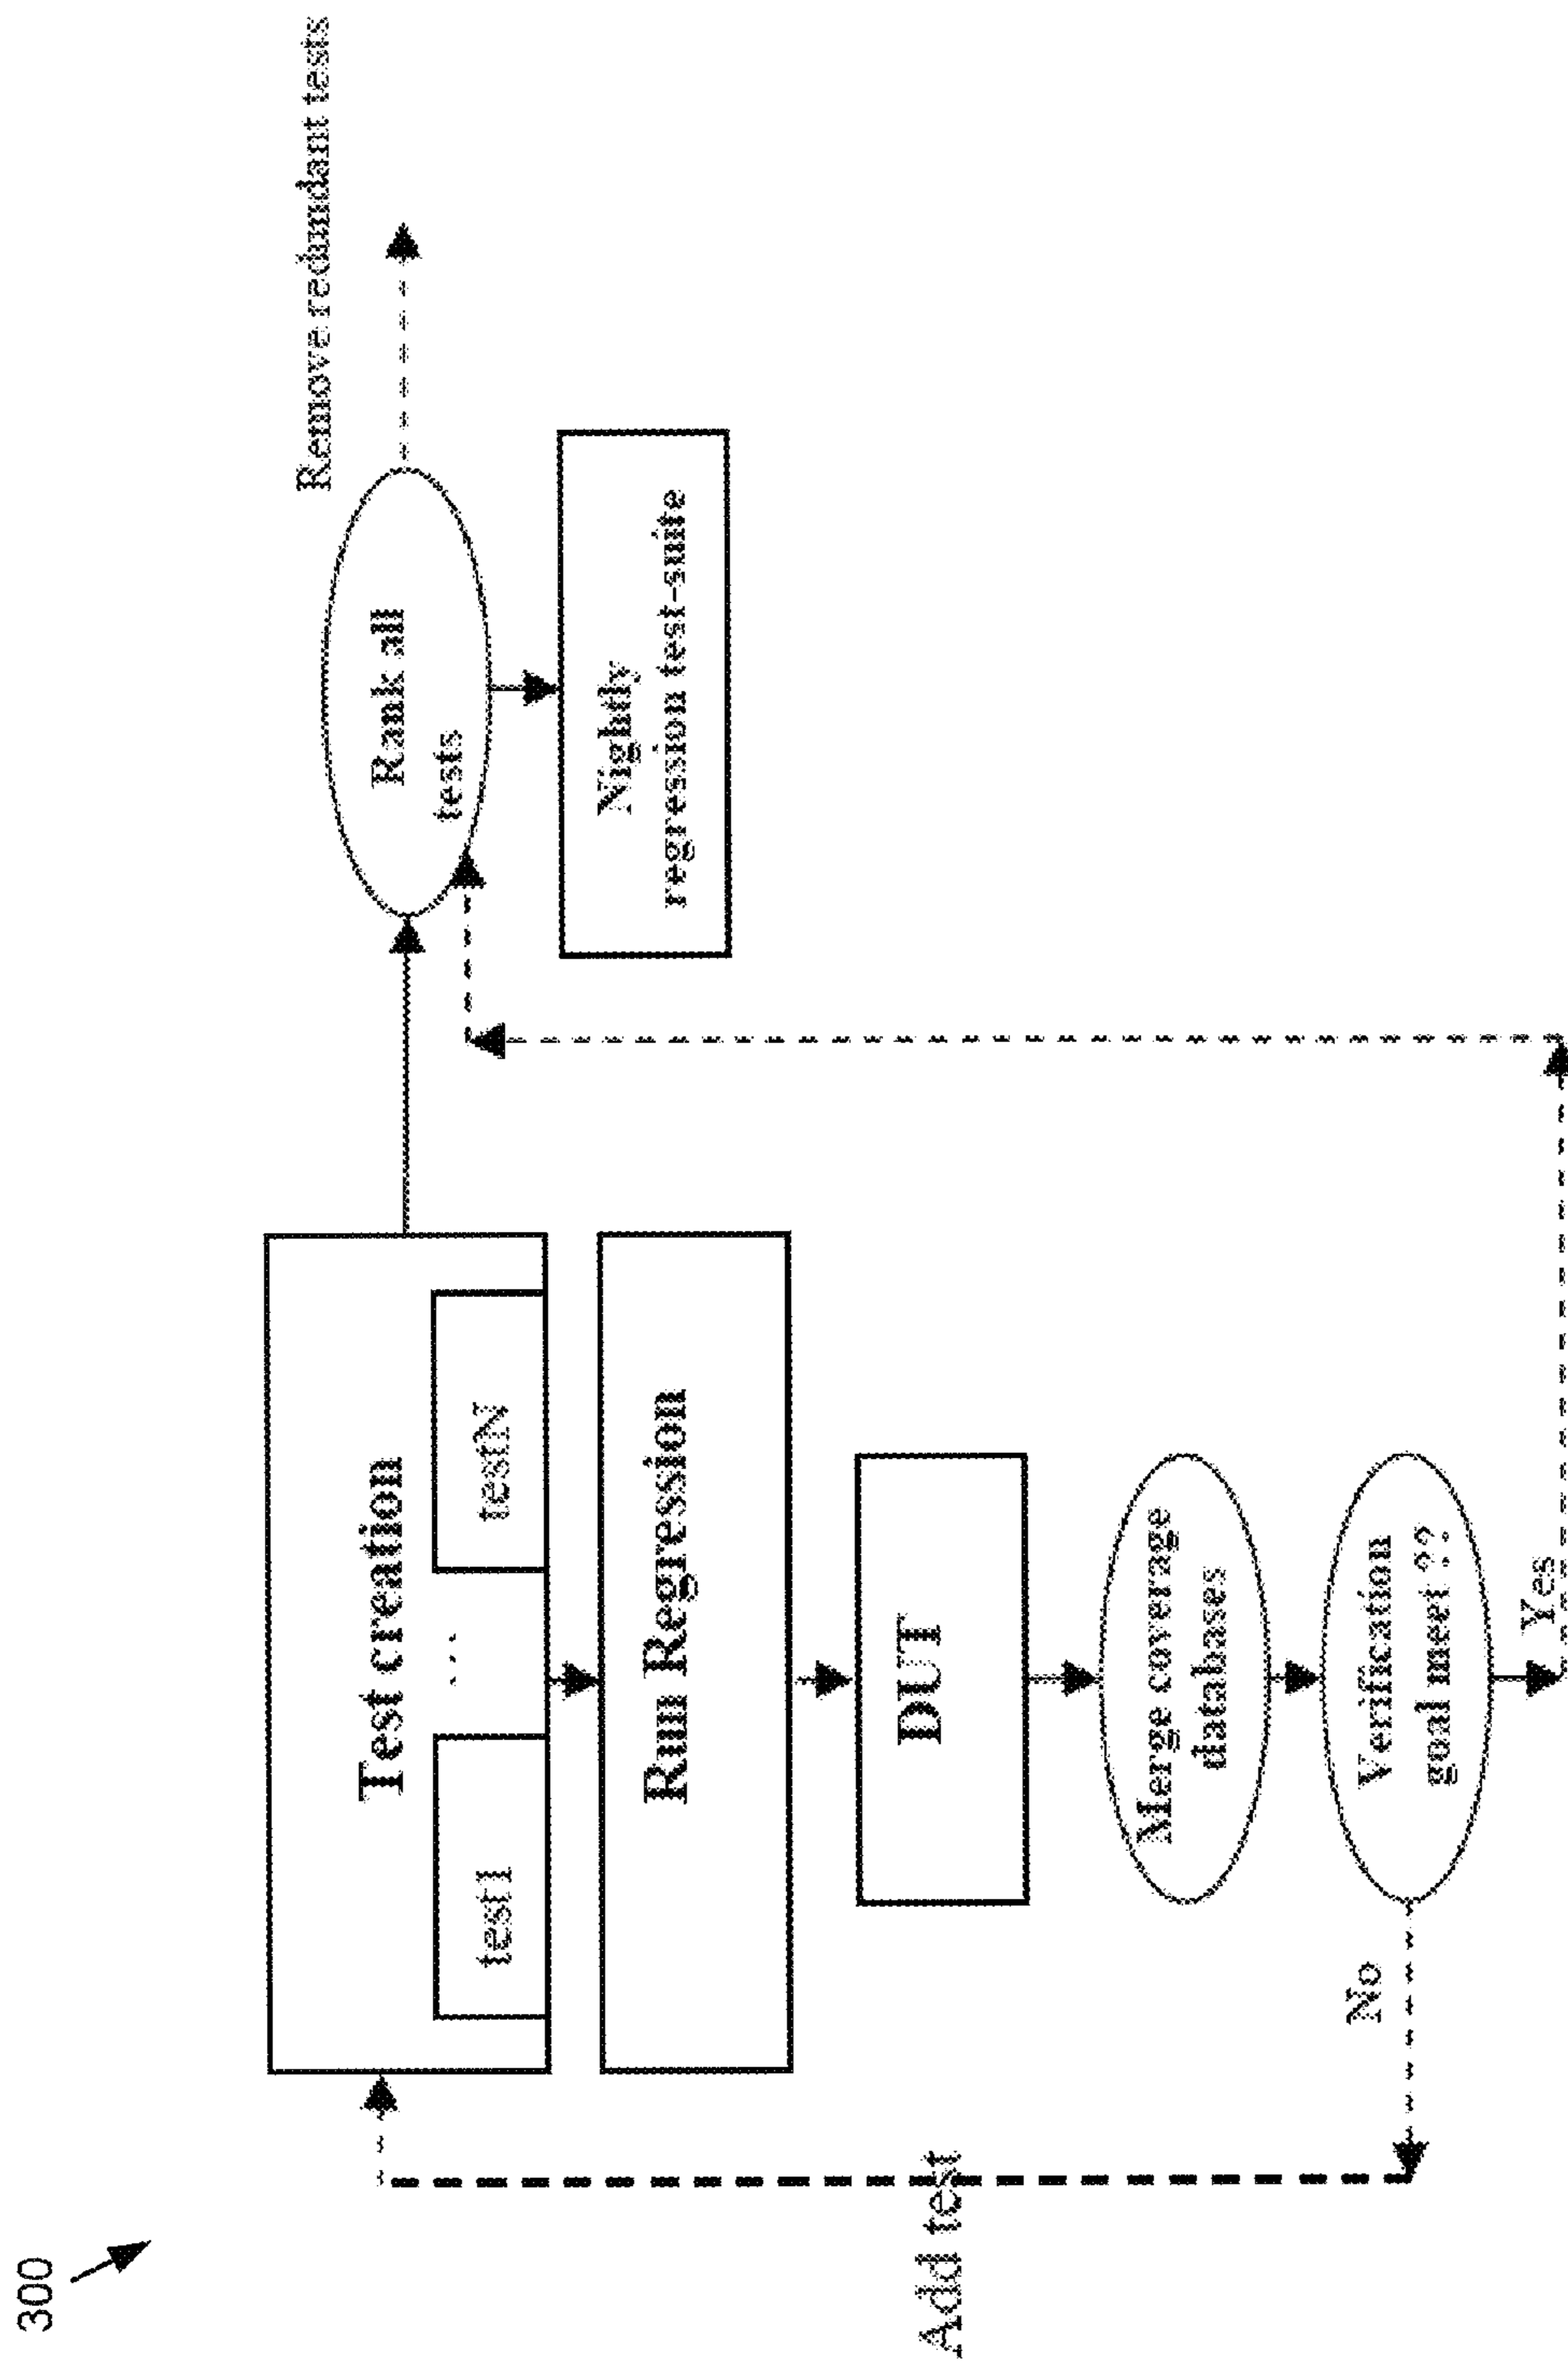 300
Test creation
test1
...
testN
Run Regression
DUT
Merge coverage
databases
Verification
goal meet ??
No
Yes
Add test
Remove redundant tests
Rank all
tests
Nightly
regression test-suite